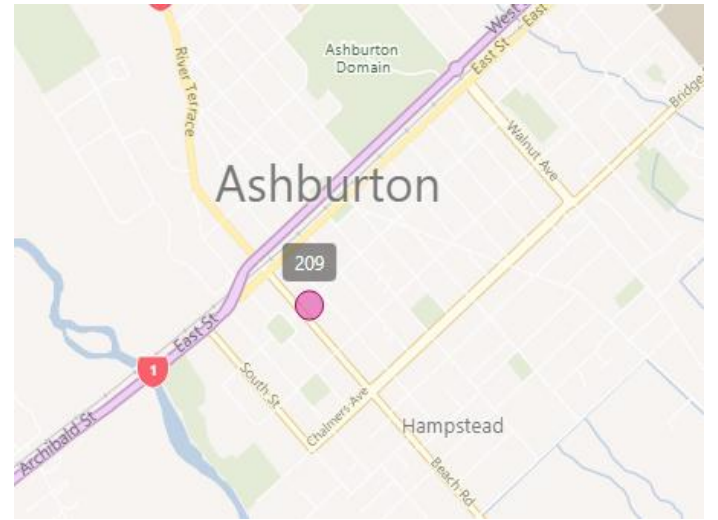 West S
East
East St
Ashburton
Domain
River Terrace
Bridge
Walnut Ave
Ashburton
209
East St
1
South St
Chalmers Ave
Hampstead
Archibald St
Beach Rd